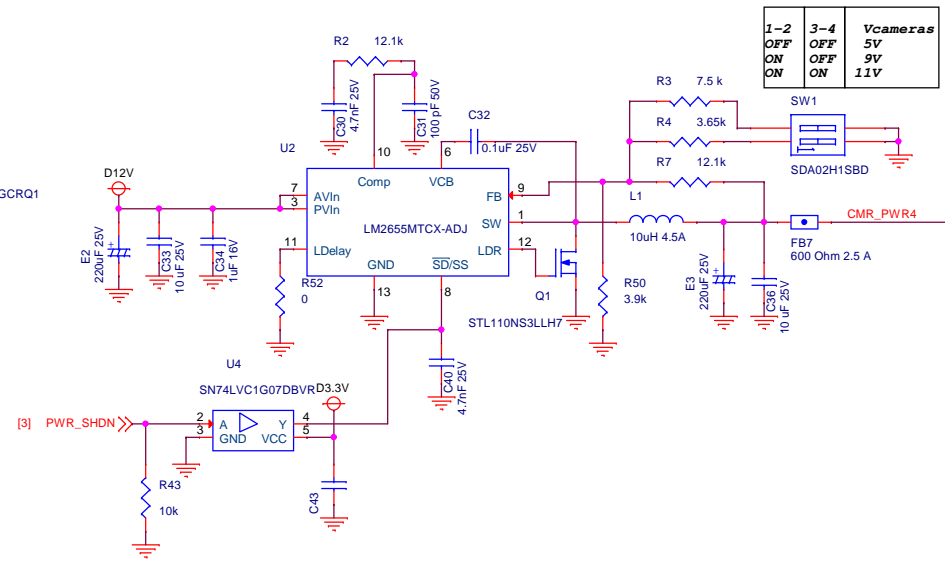 1-2 3-4 Vcameras
OFF OFF 5V
ON OFF 9V
ON ON 11V
R2 12.1k
C30
4.7nF 25V
C31
100 pF 50V
C32
0.1uF 25V
R3 7.5 k
R4 3.65k
R7 12.1k
SW1
SDA02H1SBD
U2
10
6
Comp VCB
7 AVIn
3 PVIn
FB 9
SW 1
LM2655MTCX-ADJ
11 LDelay
LDR 12
GND SD/SS
13
8
GCRQ1
D12V
E2
220uF 25V
+
C33
10 uF 25V
C34
1uF 16V
R52
0
L1
10uH 4.5A
CMR_PWR4
FB7
600 Ohm 2.5 A
Q1
STL110NS3LLH7
R50
3.9k
E3
220uF 25V
+
C36
10 uF 25V
C40
4.7nF 25V
U4
SN74LVC1G07DBVR
D3.3V
[3] PWR_SHDN
2 A Y 4
3 GND VCC 5
R43
10k
C43